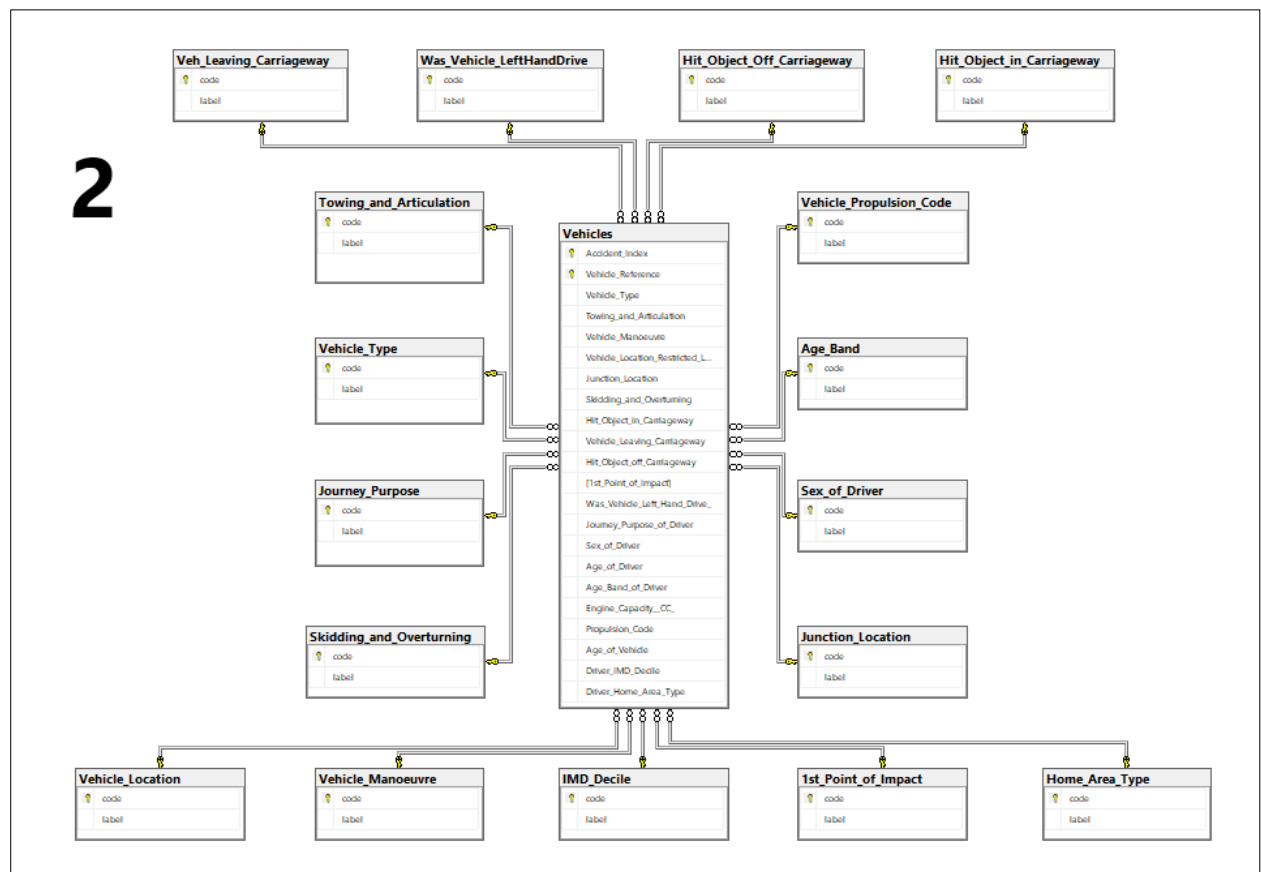 Veh_Leaving_Carriageway
code
label
Was_Vehicle_LeftHandDrive
code
label
Hit_Object_Off_Carriageway
code
label
Hit_Object_in_Carriageway
code
label
2
Towing_and_Articulation
code
label
Vehicle_Type
code
label
Journey_Purpose
code
label
Skidding_and_Overturning
code
label
Vehicles
Accident_Index
Vehicle_Reference
Vehicle_Type
Towing_and_Articulation
Vehicle_Manoeuvre
Vehicle_Location_Restricted_L...
Junction_Location
Skidding_and_Overturning
Hit_Object_in_Carriageway
Vehicle_Leaving_Carriageway
Hit_Object_off_Carriageway
[1st_Point_of_Impact]
Was_Vehicle_Left_Hand_Drive_
Journey_Purpose_of_Driver
Sex_of_Driver
Age_of_Driver
Age_Band_of_Driver
Engine_Capacity__CC_
Propulsion_Code
Age_of_Vehicle
Driver_IMD_Decile
Driver_Home_Area_Type
Vehicle_Propulsion_Code
code
label
Age_Band
code
label
Sex_of_Driver
code
label
Junction_Location
code
label
Vehicle_Location
code
label
Vehicle_Manoeuvre
code
label
IMD_Decile
code
label
1st_Point_of_Impact
code
label
Home_Area_Type
code
label